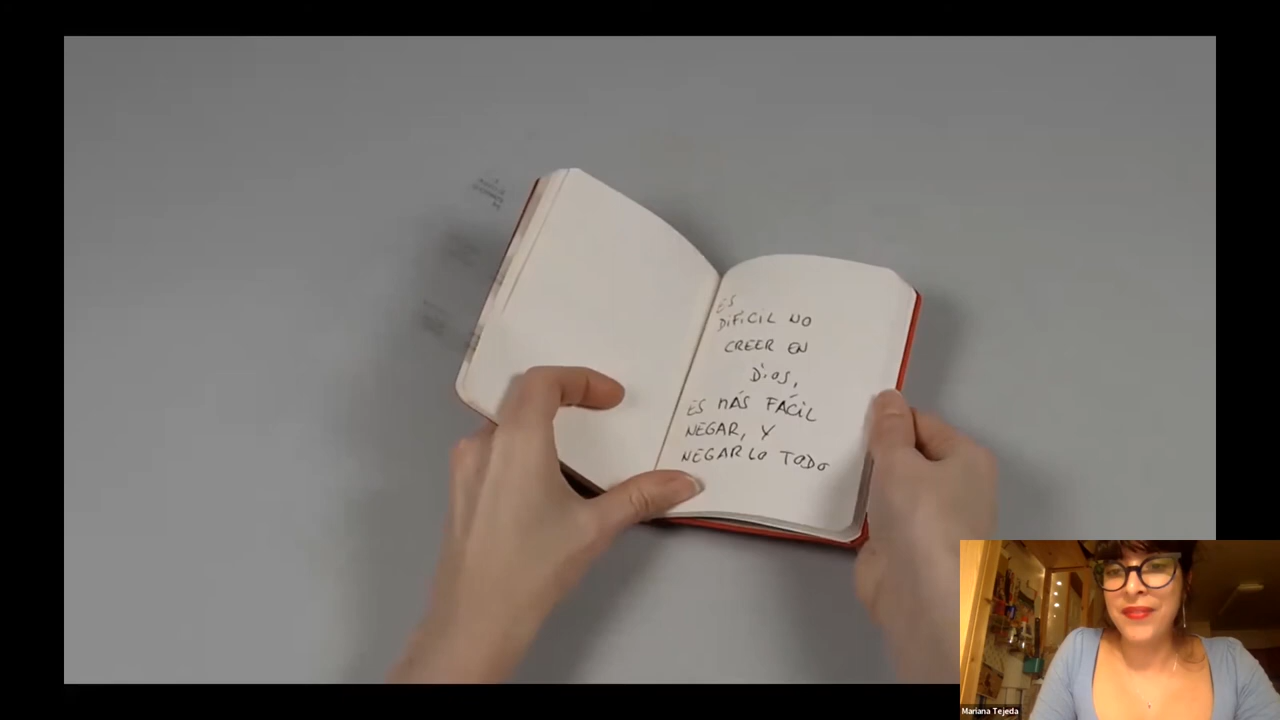 ES
DIFICIL NO
CREER EN
DIOS,
ES MÁS FÁCIL
NEGAR, Y
NEGARLO TODO
Mariana Tejeda